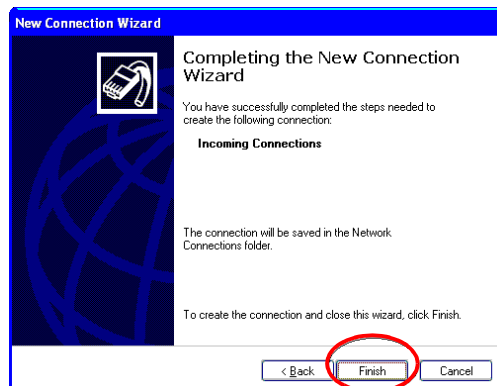 New Connection Wizard
Completing the New Connection
Wizard
You have successfully completed the steps needed to
create the following connection:
Incoming Connections
The connection will be saved in the Network
Connections folder.
To create the connection and close this wizard, click Finish.
< Back
Finish
Cancel